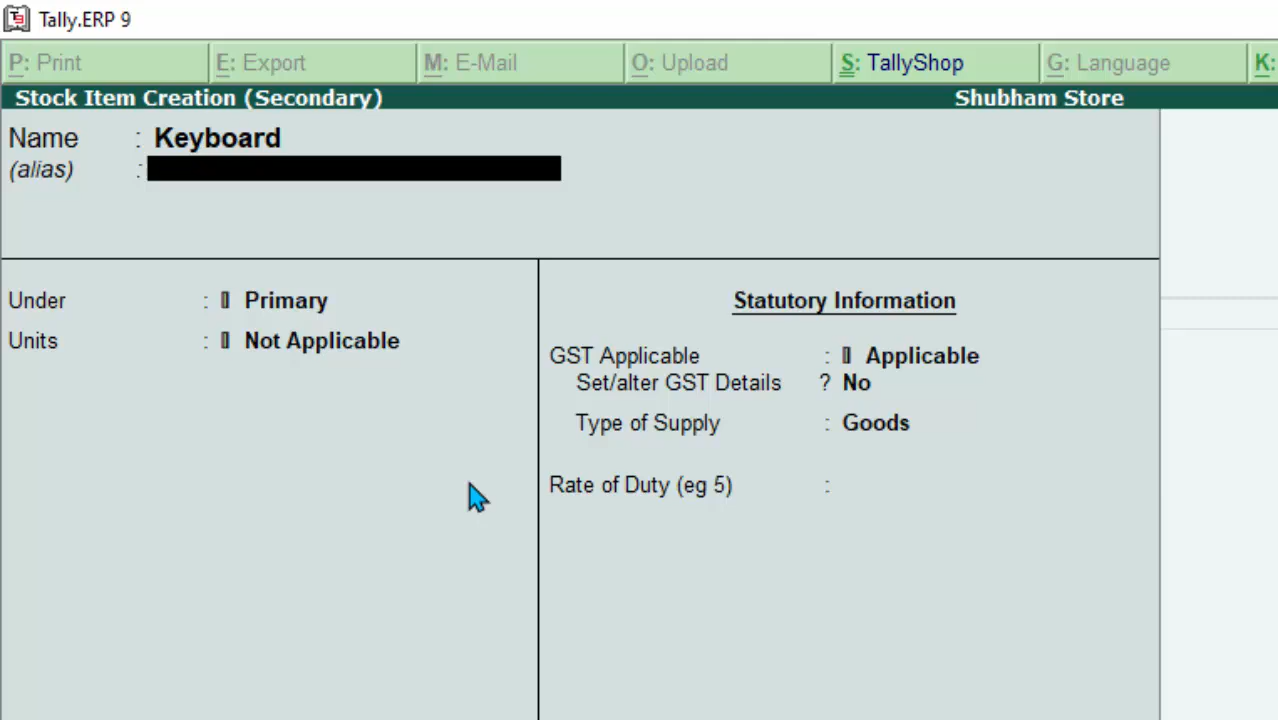 Tally.ERP 9
P: Print E: Export M: E-Mail O: Upload S: TallyShop G: Language K:
Stock Item Creation (Secondary) Shubham Store
Name : Keyboard
(alias) :
Under : Primary
Units : Not Applicable
Statutory Information
GST Applicable : Applicable
Set/alter GST Details ? No
Type of Supply : Goods
Rate of Duty (eg 5) :